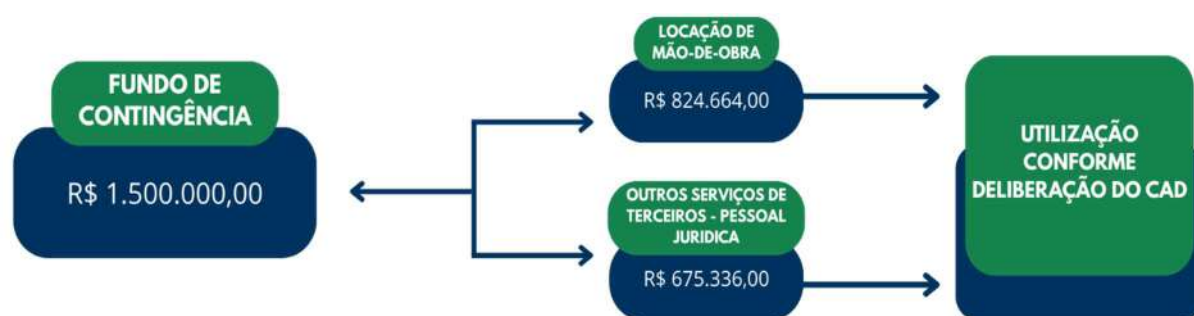 FUNDO DE
CONTINGÊNCIA
R$ 1.500.000,00
LOCAÇÃO DE
MÃO-DE-OBRA
R$ 824.664,00
OUTROS SERVIÇOS DE
TERCEIROS - PESSOAL
JURIDICA
R$ 675.336,00
UTILIZAÇÃO
CONFORME
DELIBERAÇÃO DO CAD